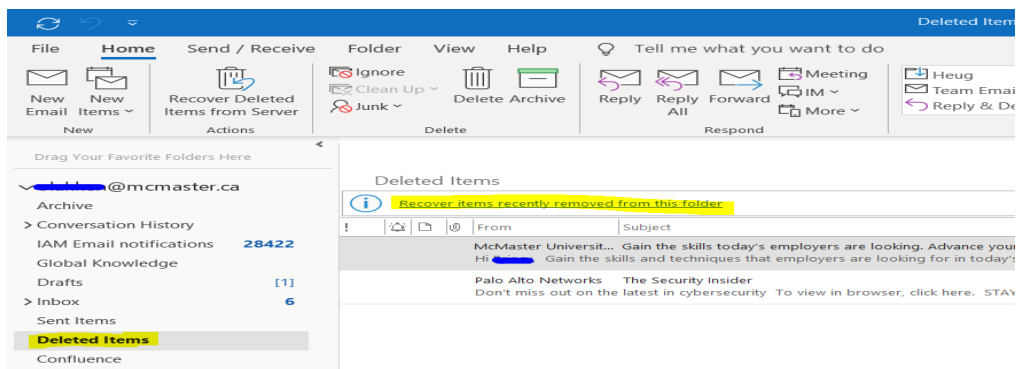 Deleted Item
File Home Send / Receive Folder View Help Tell me what you want to do
New Email
New Items
Recover Deleted Items from Server
Ignore
Clean Up
Junk
Delete Archive
Reply Reply All Forward
Meeting
IM
More
Heug
Team Emai
Reply & De
New Actions Delete Respond
Drag Your Favorite Folders Here
@mcmaster.ca
Archive
Conversation History
IAM Email notifications 28422
Global Knowledge
Drafts [1]
Inbox 6
Sent Items
Deleted Items
Confluence
Deleted Items
Recover items recently removed from this folder
! From Subject
McMaster Universit... Gain the skills today's employers are looking. Advance your
Hi Gain the skills and techniques that employers are looking for in today's
Palo Alto Networks The Security Insider
Don't miss out on the latest in cybersecurity To view in browser, click here. STAY